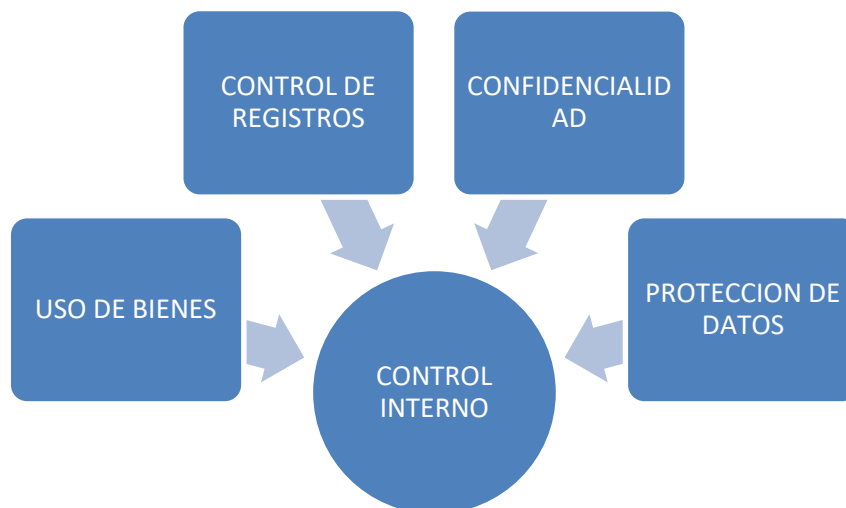 CONTROL DE
REGISTROS
CONFIDENCIALID
AD
USO DE BIENES
PROTECCION DE
DATOS
CONTROL
INTERNO